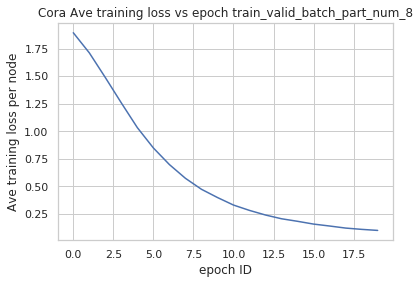 Cora Ave training loss vs epoch train_valid_batch_part_num_8
Ave training loss per node
1.75
1.50
1.25
1.00
0.75
0.50
0.25
0.0 2.5 5.0 7.5 10.0 12.5 15.0 17.5
epoch ID